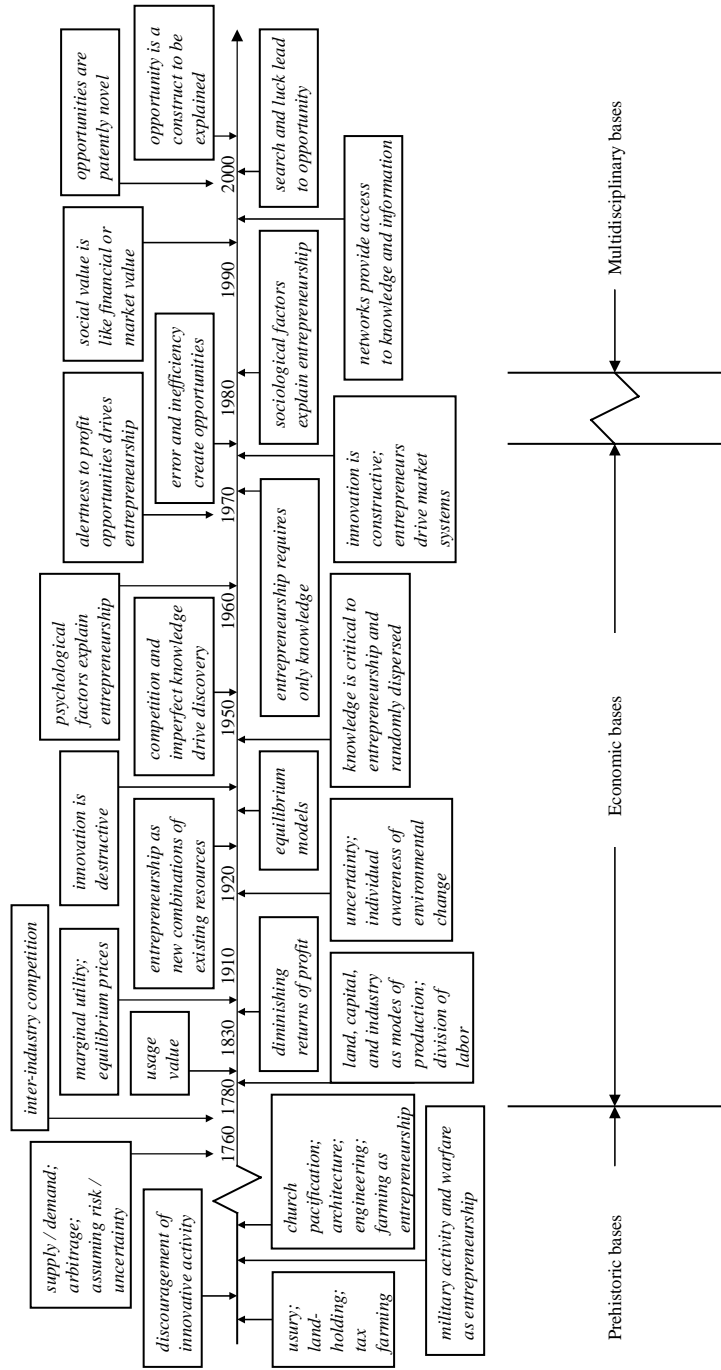 supply / demand;
arbitrage;
assuming risk /
uncertainty
inter-industry competition
marginal utility;
equilibrium prices
innovation is
destructive
psychological
factors explain
entrepreneurship
alertness to profit
opportunities drives
entrepreneurship
social value is
like financial or
market value
opportunities are
patently novel
discouragement of
innovative activity
usage
value
entrepreneurship as
new combinations of
existing resources
competition and
imperfect knowledge
drive discovery
error and inefficiency
create opportunities
opportunity is a
construct to be
explained
1760 1780 1830 1910 1920 1950 1960 1970 1980 1990 2000
usury;
land-
holding;
tax
farming
church
pacification;
architecture;
engineering;
farming as
entrepreneurship
diminishing
returns of profit
equilibrium
models
entrepreneurship requires
only knowledge
sociological factors
explain entrepreneurship
search and luck lead
to opportunity
military activity and warfare
as entrepreneurship
land, capital,
and industry
as modes of
production;
division of
labor
uncertainty;
individual
awareness of
environmental
change
knowledge is critical to
entrepreneurship and
randomly dispersed
innovation is
constructive;
entrepreneurs
drive market
systems
networks provide access
to knowledge and information
Prehistoric bases
Economic bases
Multidisciplinary bases